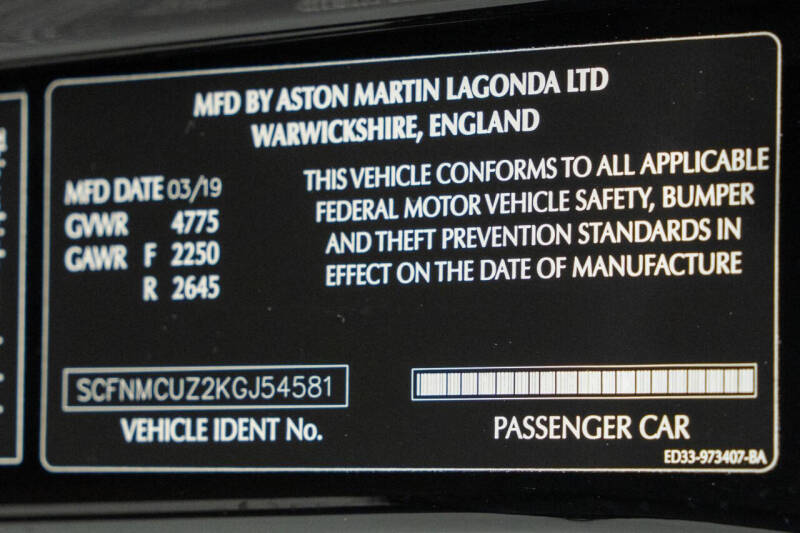 MFD BY ASTON MARTIN LAGONDA LTD
WARWICKSHIRE, ENGLAND
MFD DATE 03/19
GVWR 4775
GAWR F 2250
R 2645
THIS VEHICLE CONFORMS TO ALL APPLICABLE
FEDERAL MOTOR VEHICLE SAFETY, BUMPER
AND THEFT PREVENTION STANDARDS IN
EFFECT ON THE DATE OF MANUFACTURE
SCFNMCUZ2KGJ54581
VEHICLE IDENT No.
PASSENGER CAR
ED33-973407-BA